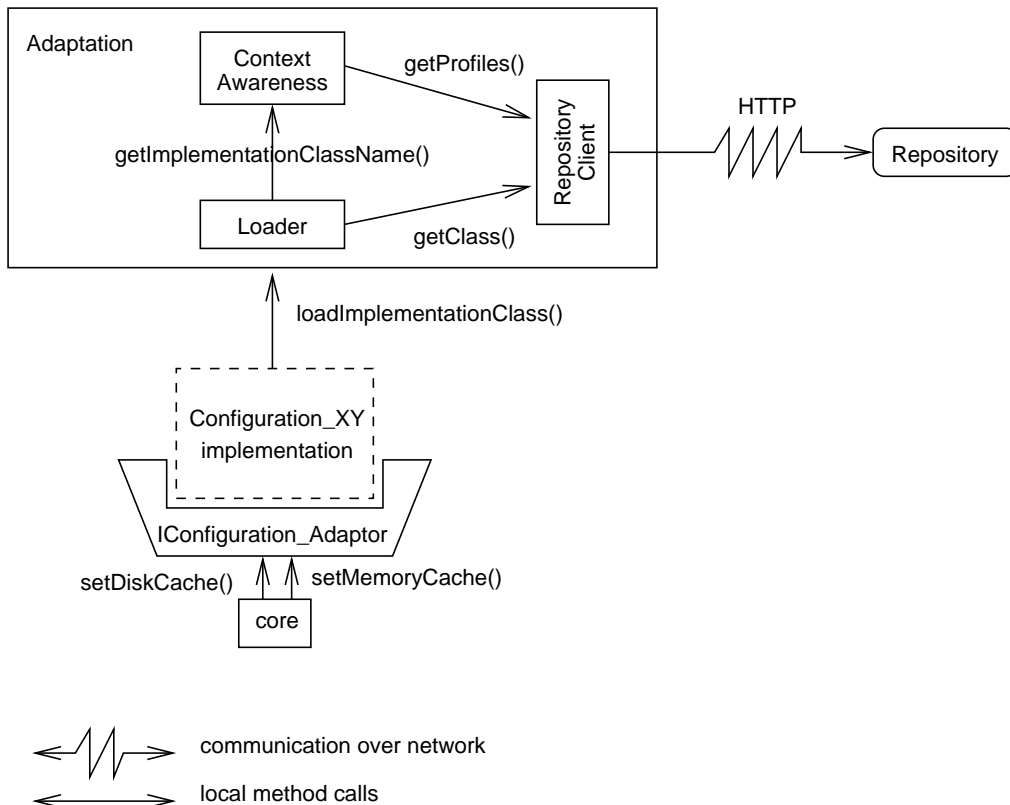 Adaptation
Context
Awareness
getProfiles()
HTTP
Repository
Client
Repository
getImplementationClassName()
Loader
getClass()
loadImplementationClass()
Configuration_XY
implementation
IConfiguration_Adaptor
setDiskCache()
setMemoryCache()
core
communication over network
local method calls